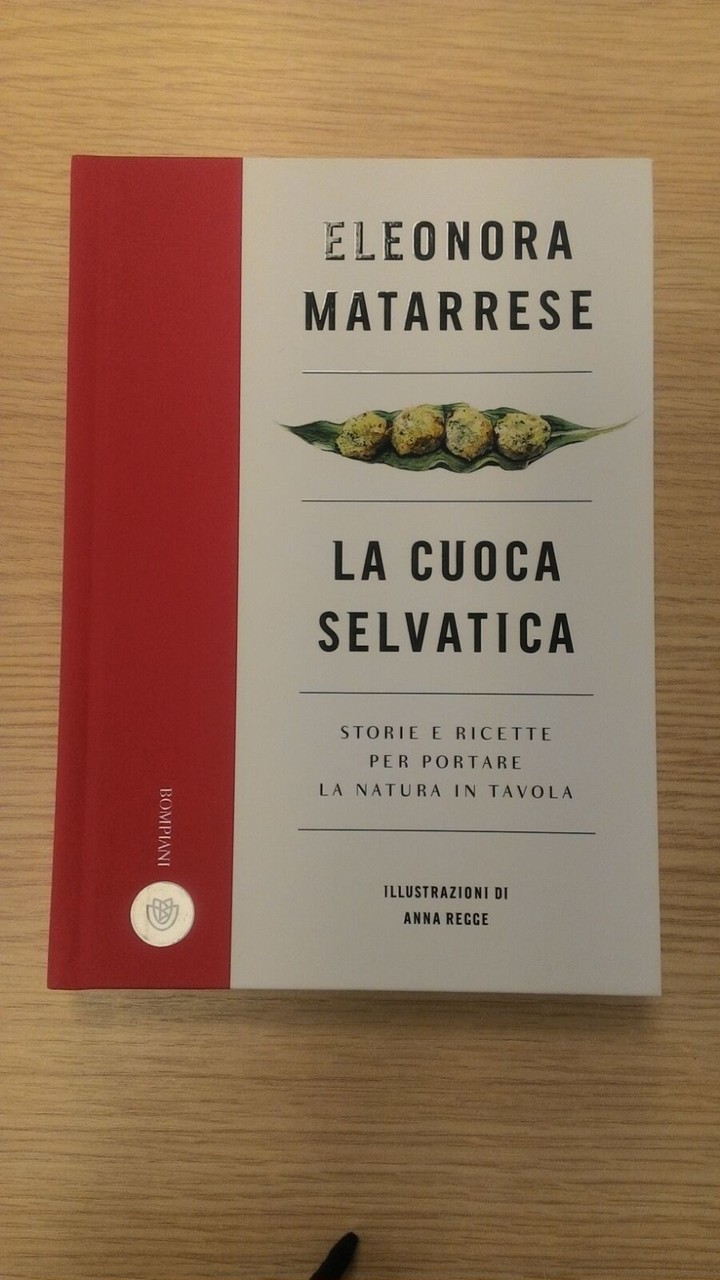 ELEONORA
MATARRESE
LA CUOCA
SELVATICA
STORIE E RICETTE
PER PORTARE
LA NATURA IN TAVOLA
ILLUSTRAZIONI DI
ANNA REGGE
BOMPIANI